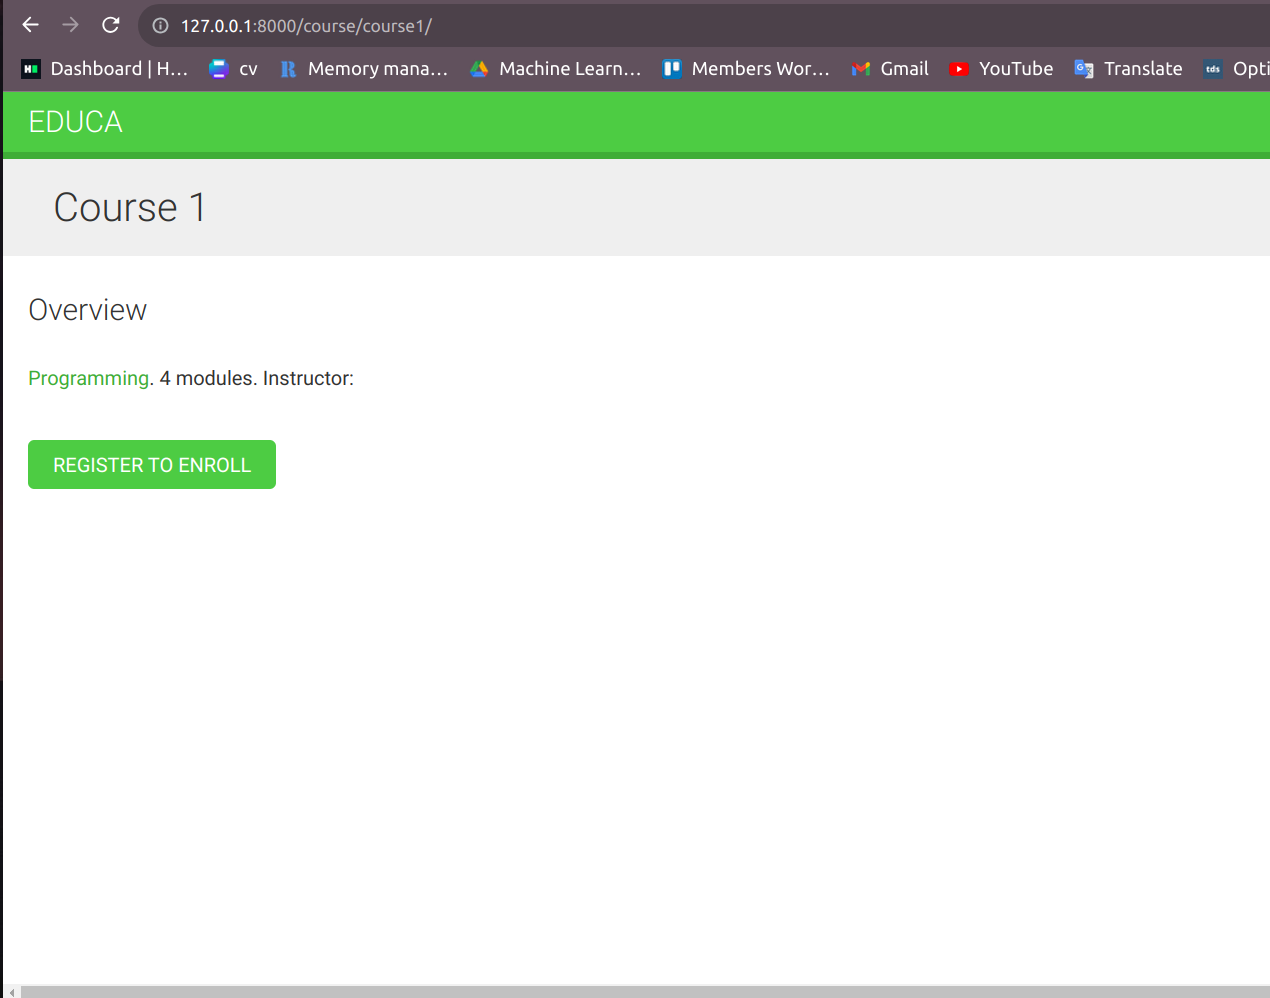 127.0.0.1:8000/course/course1/
Dashboard | H... cv Memory mana... Machine Learn... Members Wor... Gmail YouTube Translate tds Opti
EDUCA
Course 1
Overview
Programming. 4 modules. Instructor:
REGISTER TO ENROLL